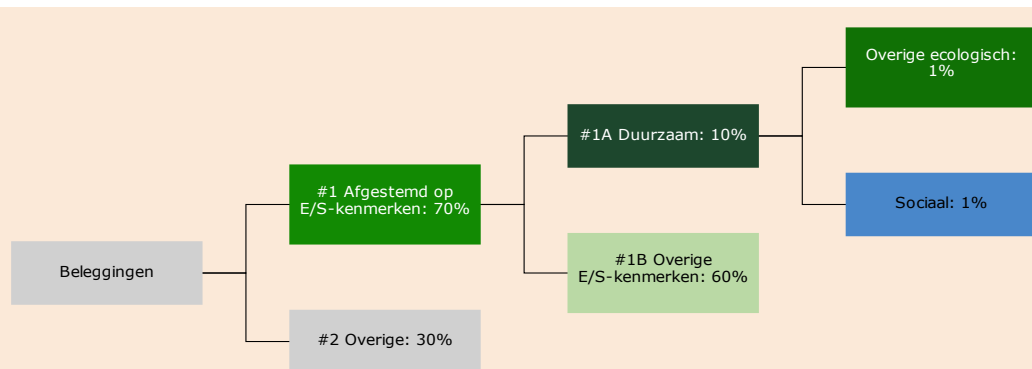 Beleggingen
#1 Afgestemd op
E/S-kenmerken: 70%
#2 Overige: 30%
#1A Duurzaam: 10%
#1B Overige
E/S-kenmerken: 60%
Overige ecologisch:
1%
Sociaal: 1%